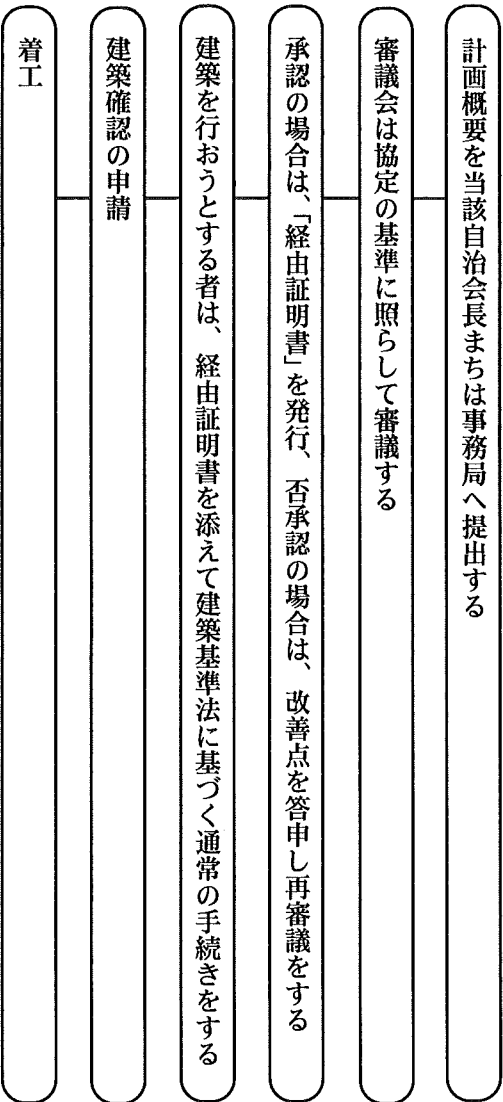 計画概要を当該自治会長まちは事務局へ提出する
審議会は協定の基準に照らして審議する
承認の場合は、「経由証明書」を発行、否承認の場合は、改善点を答申し再審議をする
建築を行おうとする者は、経由証明書を添えて建築基準法に基づく通常の手続きをする
建築確認の申請
着工